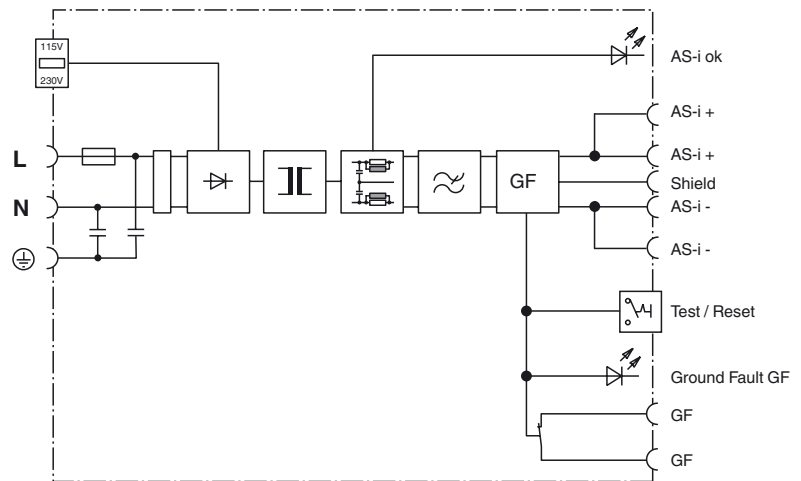 115V
230V
AS-i ok
AS-i +
L
AS-i +
GF
Shield
N
AS-i -
AS-i -
Test / Reset
Ground Fault GF
GF
GF